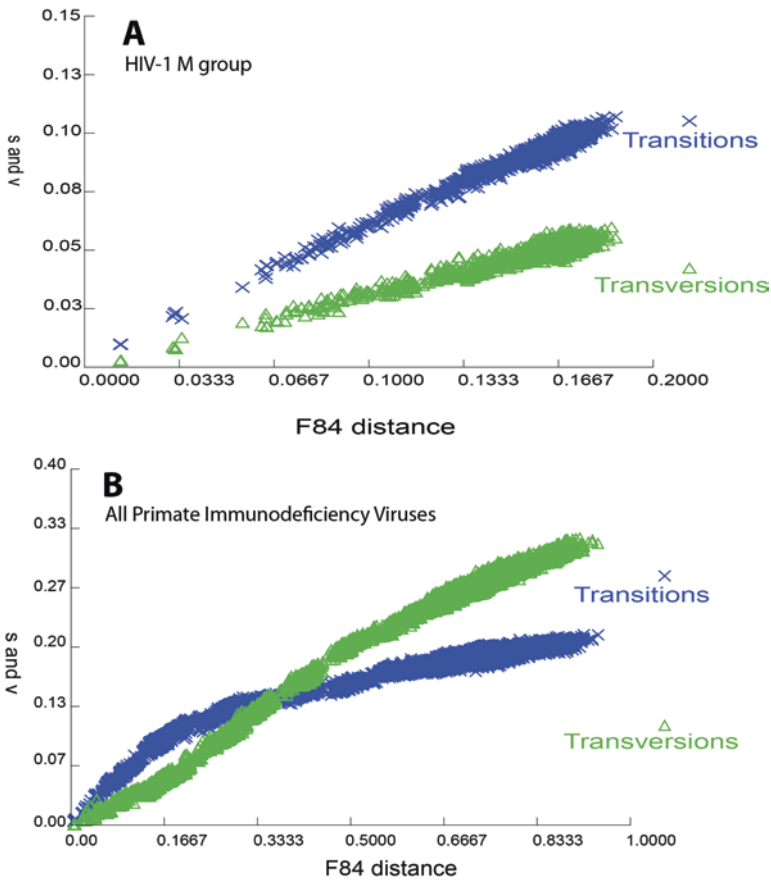 A
HIV-1 M group
0.15
0.13
0.10
0.08
0.05
0.03
0.00
s and v
Transitions
Transversions
0.0000 0.0333 0.0667 0.1000 0.1333 0.1667 0.2000
F84 distance
B
All Primate Immunodeficiency Viruses
0.40
0.33
0.27
0.20
0.13
0.07
0.00
s and v
Transitions
Transversions
0.00 0.1667 0.3333 0.5000 0.6667 0.8333 1.0000
F84 distance